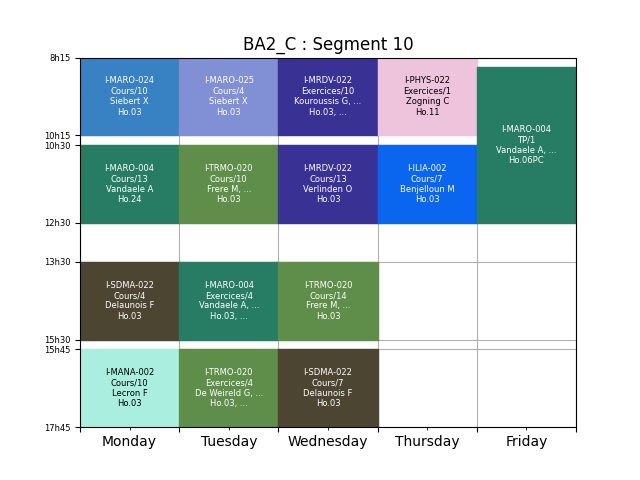 BA2_C : Segment 10
8h15
10h15
10h30
12h30
13h30
15h30
15h45
17h45
I-MARO-024
Cours/10
Siebert X
Ho.03
I-MARO-025
Cours/4
Siebert X
Ho.03
I-MRDV-022
Exercices/10
Kouroussis G, ...
Ho.03, ...
I-PHYS-022
Exercices/1
Zogning C
Ho.11
I-MARO-004
TP/1
Vandaele A, ...
Ho.06PC
I-MARO-004
Cours/13
Vandaele A
Ho.24
I-TRMO-020
Cours/10
Frere M, ...
Ho.03
I-MRDV-022
Cours/13
Verlinden O
Ho.03
I-ILIA-002
Cours/7
Benjelloun M
Ho.03
I-SDMA-022
Cours/4
Delaunois F
Ho.03
I-MARO-004
Exercices/4
Vandaele A, ...
Ho.03, ...
I-TRMO-020
Cours/14
Frere M, ...
Ho.03
I-MANA-002
Cours/10
Lecron F
Ho.03
I-TRMO-020
Exercices/4
De Weireld G, ...
Ho.03, ...
I-SDMA-022
Cours/7
Delaunois F
Ho.03
Monday
Tuesday
Wednesday
Thursday
Friday